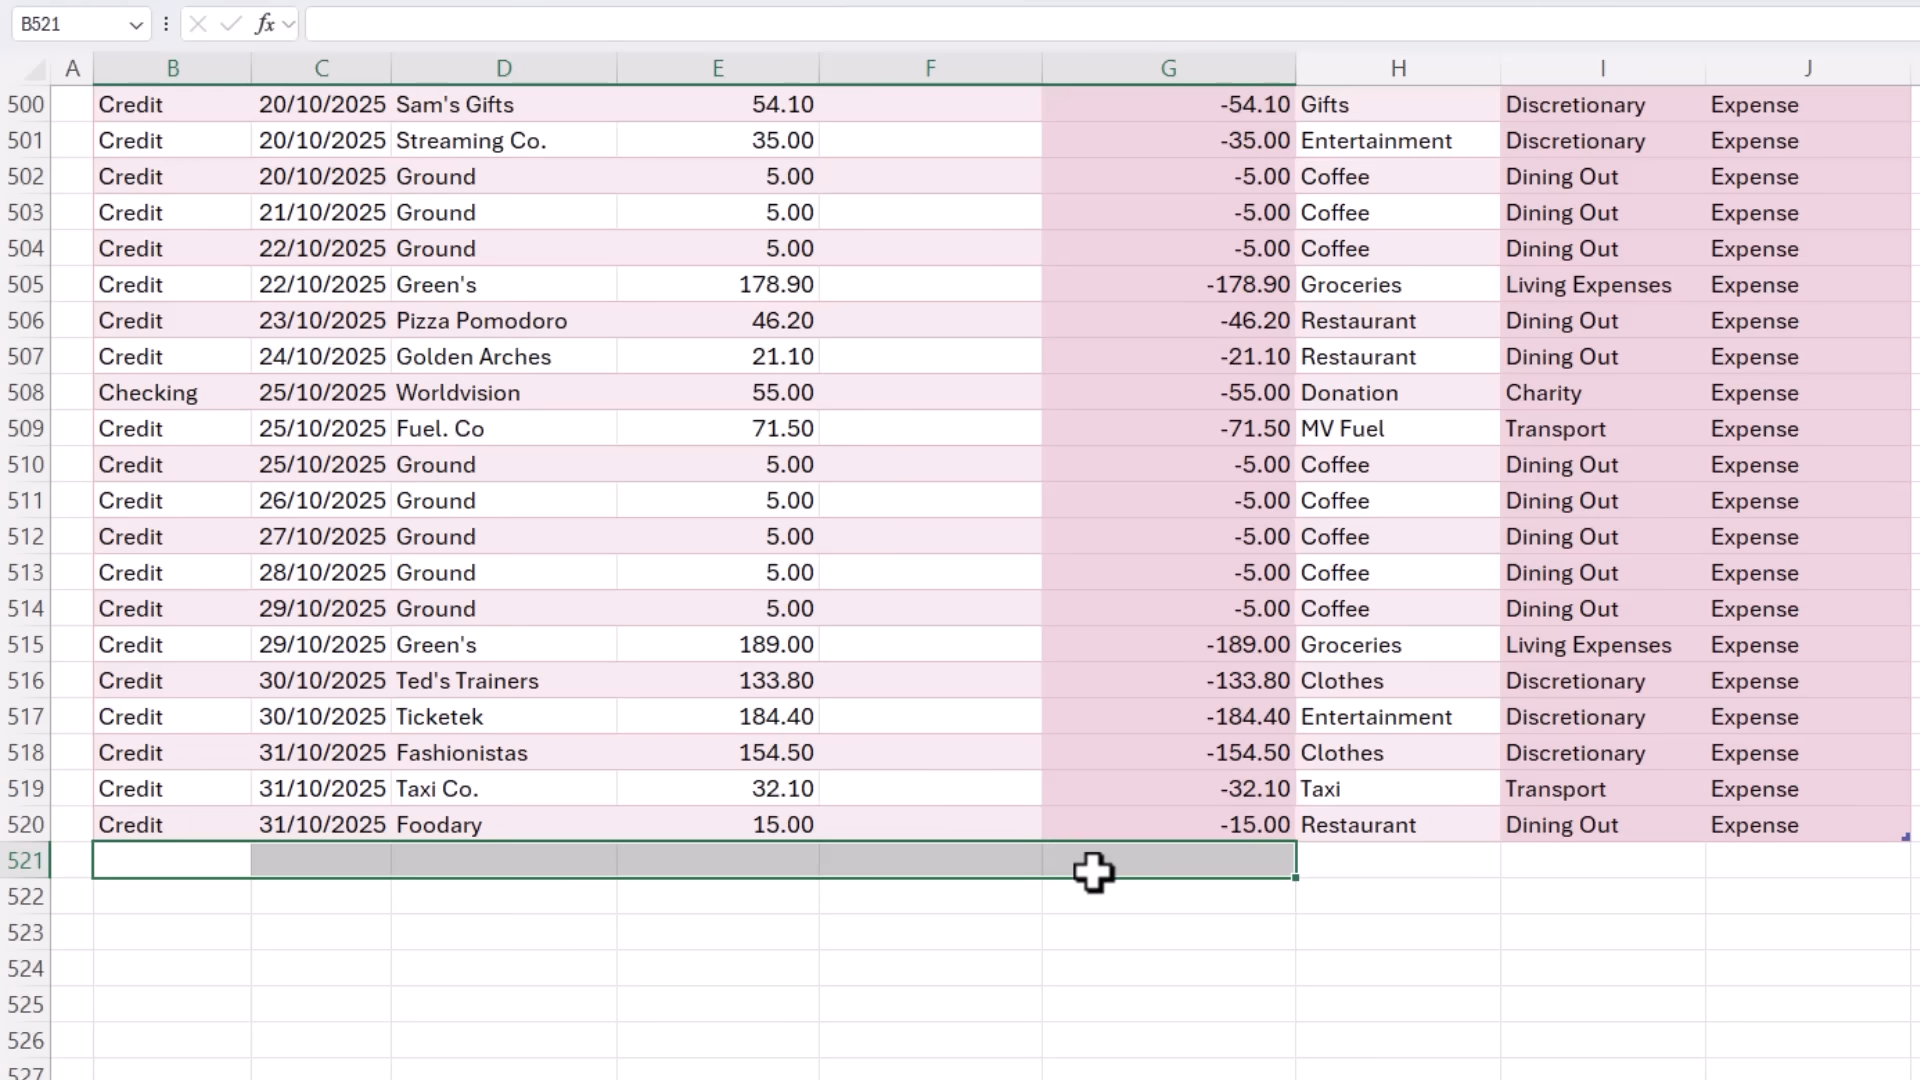 B521 fx
A B C D E F G H I J
500 Credit 20/10/2025 Sam's Gifts 54.10 -54.10 Gifts Discretionary Expense
501 Credit 20/10/2025 Streaming Co. 35.00 -35.00 Entertainment Discretionary Expense
502 Credit 20/10/2025 Ground 5.00 -5.00 Coffee Dining Out Expense
503 Credit 21/10/2025 Ground 5.00 -5.00 Coffee Dining Out Expense
504 Credit 22/10/2025 Ground 5.00 -5.00 Coffee Dining Out Expense
505 Credit 22/10/2025 Green's 178.90 -178.90 Groceries Living Expenses Expense
506 Credit 23/10/2025 Pizza Pomodoro 46.20 -46.20 Restaurant Dining Out Expense
507 Credit 24/10/2025 Golden Arches 21.10 -21.10 Restaurant Dining Out Expense
508 Checking 25/10/2025 Worldvision 55.00 -55.00 Donation Charity Expense
509 Credit 25/10/2025 Fuel. Co 71.50 -71.50 MV Fuel Transport Expense
510 Credit 25/10/2025 Ground 5.00 -5.00 Coffee Dining Out Expense
511 Credit 26/10/2025 Ground 5.00 -5.00 Coffee Dining Out Expense
512 Credit 27/10/2025 Ground 5.00 -5.00 Coffee Dining Out Expense
513 Credit 28/10/2025 Ground 5.00 -5.00 Coffee Dining Out Expense
514 Credit 29/10/2025 Ground 5.00 -5.00 Coffee Dining Out Expense
515 Credit 29/10/2025 Green's 189.00 -189.00 Groceries Living Expenses Expense
516 Credit 30/10/2025 Ted's Trainers 133.80 -133.80 Clothes Discretionary Expense
517 Credit 30/10/2025 Ticketek 184.40 -184.40 Entertainment Discretionary Expense
518 Credit 31/10/2025 Fashionistas 154.50 -154.50 Clothes Discretionary Expense
519 Credit 31/10/2025 Taxi Co. 32.10 -32.10 Taxi Transport Expense
520 Credit 31/10/2025 Foodary 15.00 -15.00 Restaurant Dining Out Expense
521
522
523
524
525
526
527